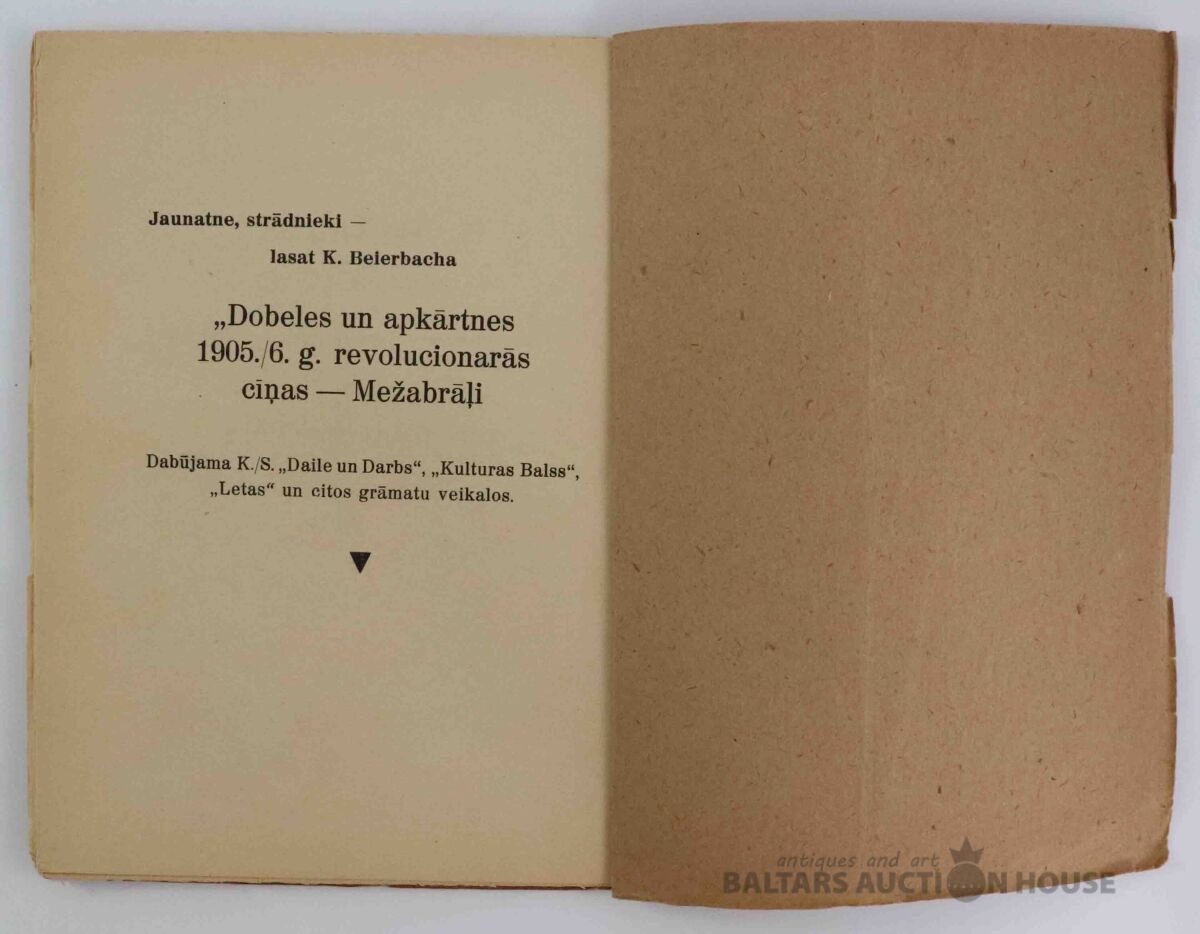 Jaunatne, strādnieki —
lasat K. Beierbacha
„Dobeles un apkārtnes
1905./6. g. revolucionarās
cīņas — Mežabrāļi
Dabūjama K./S. „Daile un Darbs“, „Kulturas Balss“,
„Letas“ un citos grāmatu veikalos.
antiques and art
BALTARS AUCTION HOUSE